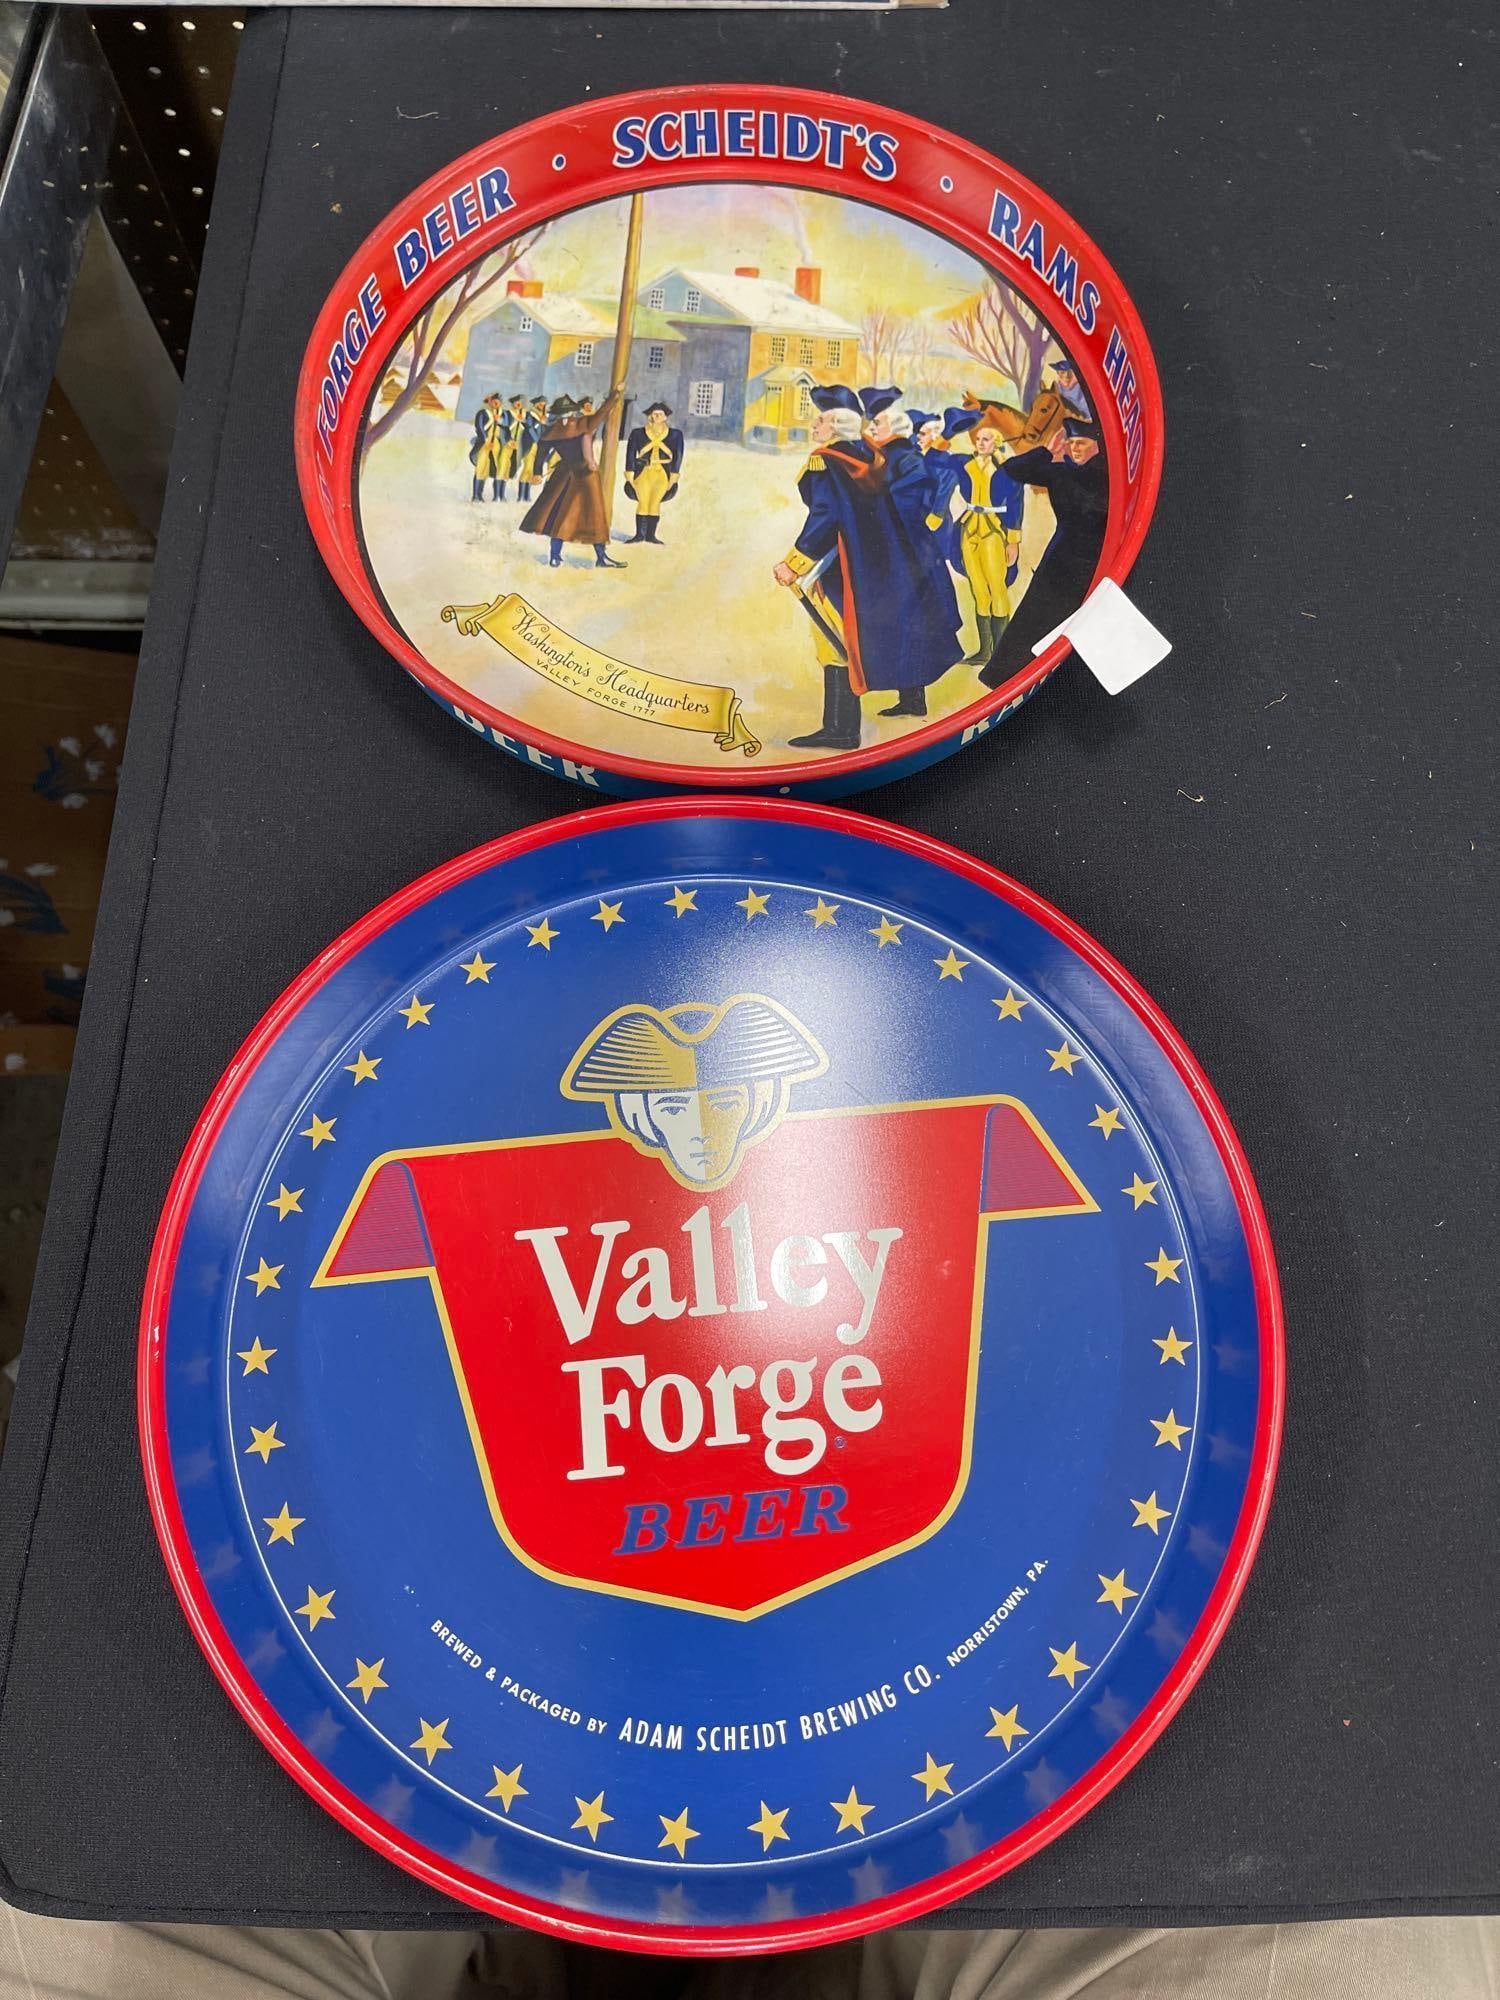 FORGE BEER • SCHEIDT'S • RAMS HEAD
Washington's Headquarters
VALLEY FORGE 1777
BEER •
Valley
Forge
BEER
BREWED & PACKAGED BY ADAM SCHEIDT BREWING CO. NORRISTOWN, PA.